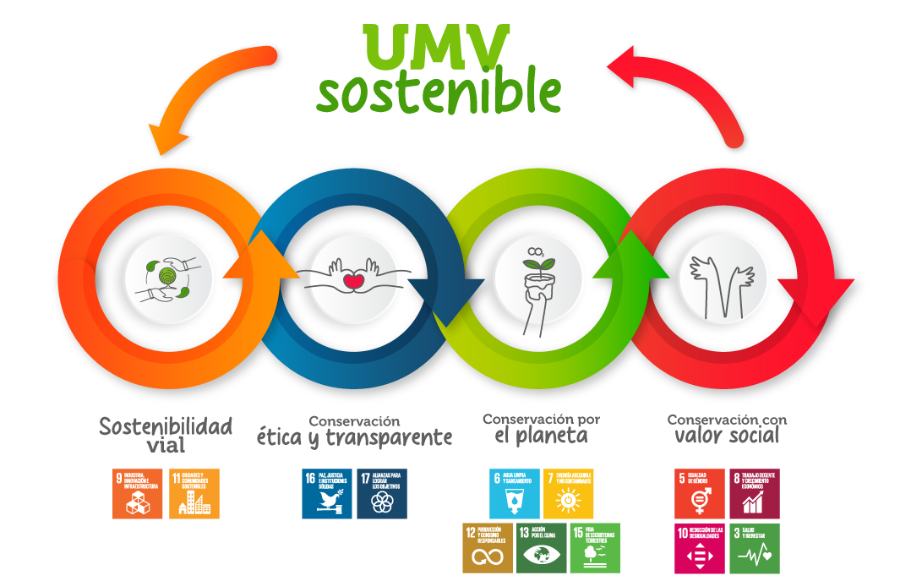 UMV
sostenible
CO₂
Sostenibilidad
vial
Conservación
ética y transparente
Conservación por
el planeta
Conservación con
valor social
9 INDUSTRIA,
INNOVACIÓN E
INFRAESTRUCTURA
11 CIUDADES Y
COMUNIDADES
SOSTENIBLES
16 PAZ, JUSTICIA
E INSTITUCIONES
SÓLIDAS
17 ALIANZAS PARA
LOGRAR
LOS OBJETIVOS
6 AGUA LIMPIA
Y SANEAMIENTO
7 ENERGÍA ASEQUIBLE
Y NO CONTAMINANTE
12 PRODUCCIÓN
Y CONSUMO
RESPONSABLES
13 ACCIÓN
POR EL CLIMA
15 VIDA
DE ECOSISTEMAS
TERRESTRES
5 IGUALDAD
DE GÉNERO
8 TRABAJO DECENTE
Y CRECIMIENTO
ECONÓMICO
10 REDUCCIÓN DE LAS
DESIGUALDADES
3 SALUD
Y BIENESTAR